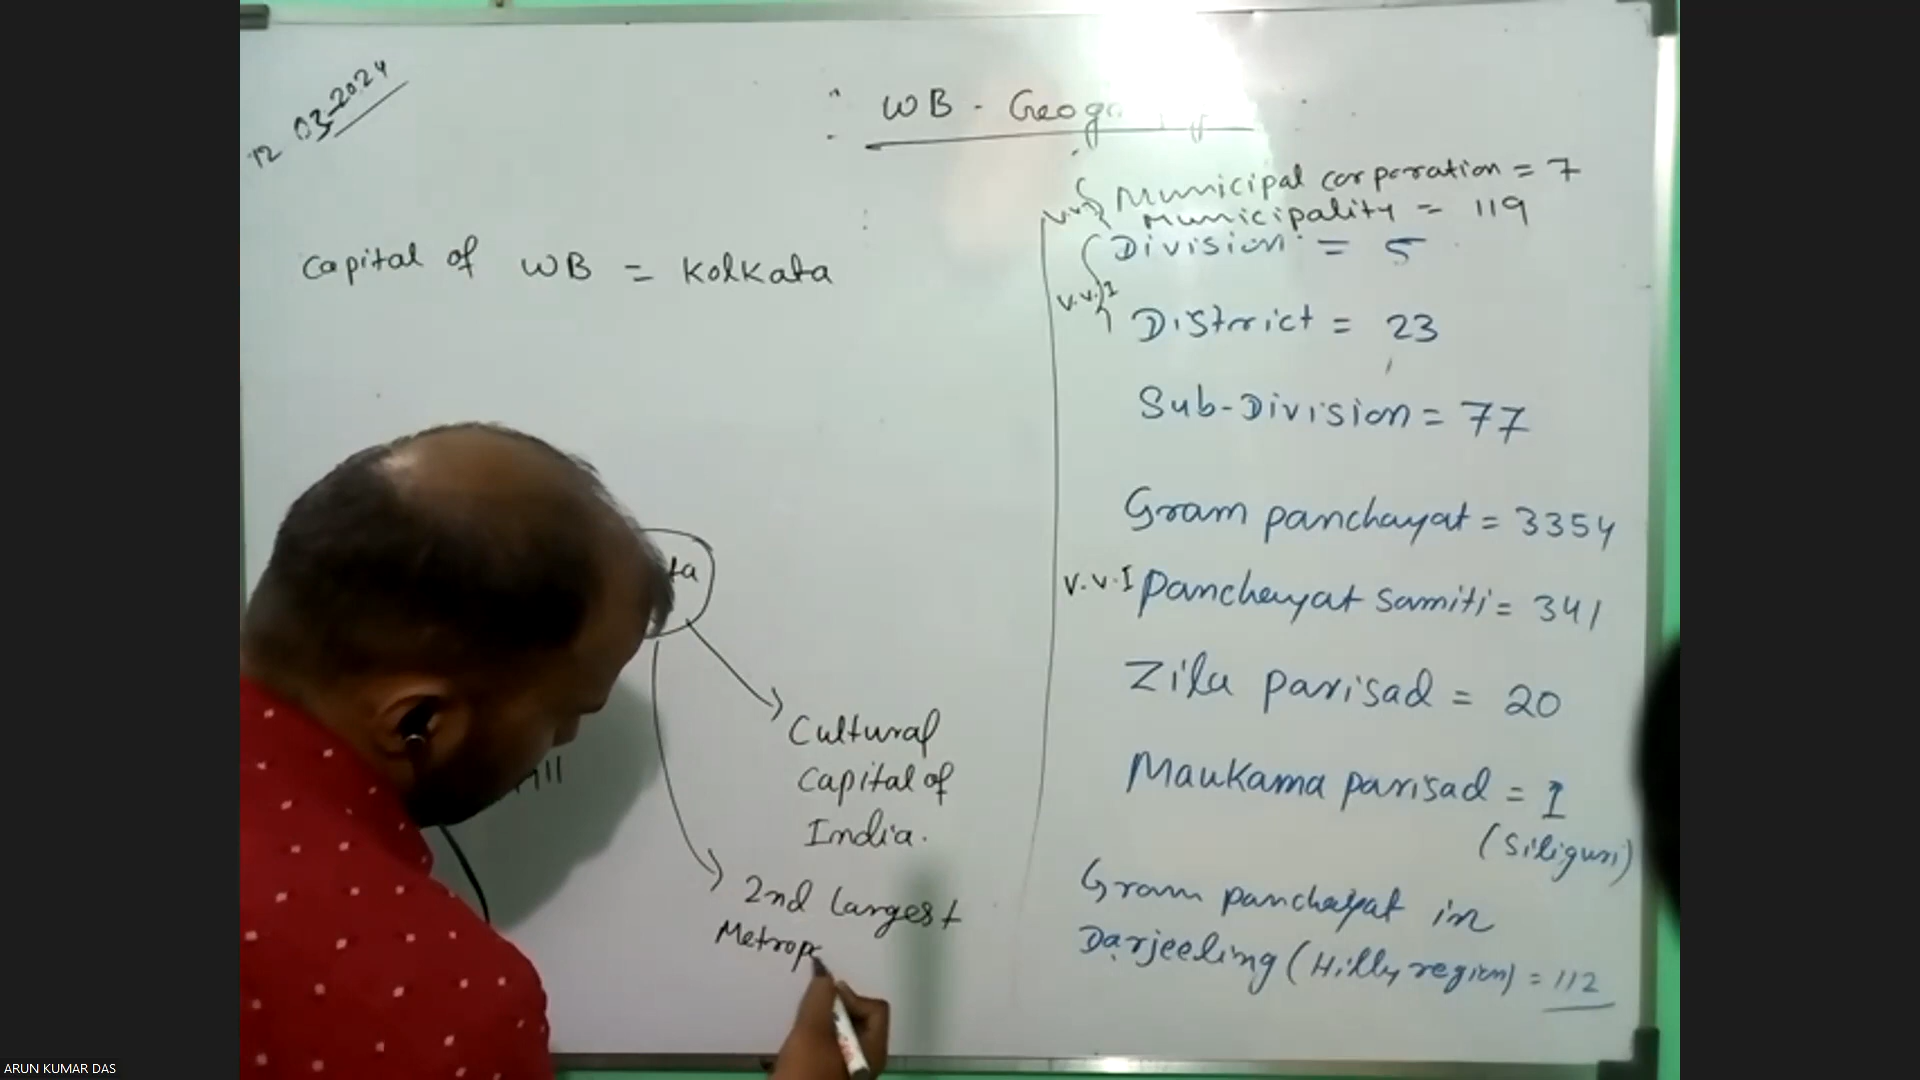 12 03-2024
WB - Geog
Capital of WB = Kolkata
ta
Cultural
Capital of
India.
2nd largest
Metrop
Municipal corporation = 7
Municipality = 119
Division = 5
V.V.I
District = 23
Sub-Division = 77
Gram panchayat = 3354
V.V.I Panchayat samiti = 341
Zila parisad = 20
Maukama parisad = 1
(Siliguri)
Gram panchayat in
Darjeeling (Hilly region) = 112
ARUN KUMAR DAS